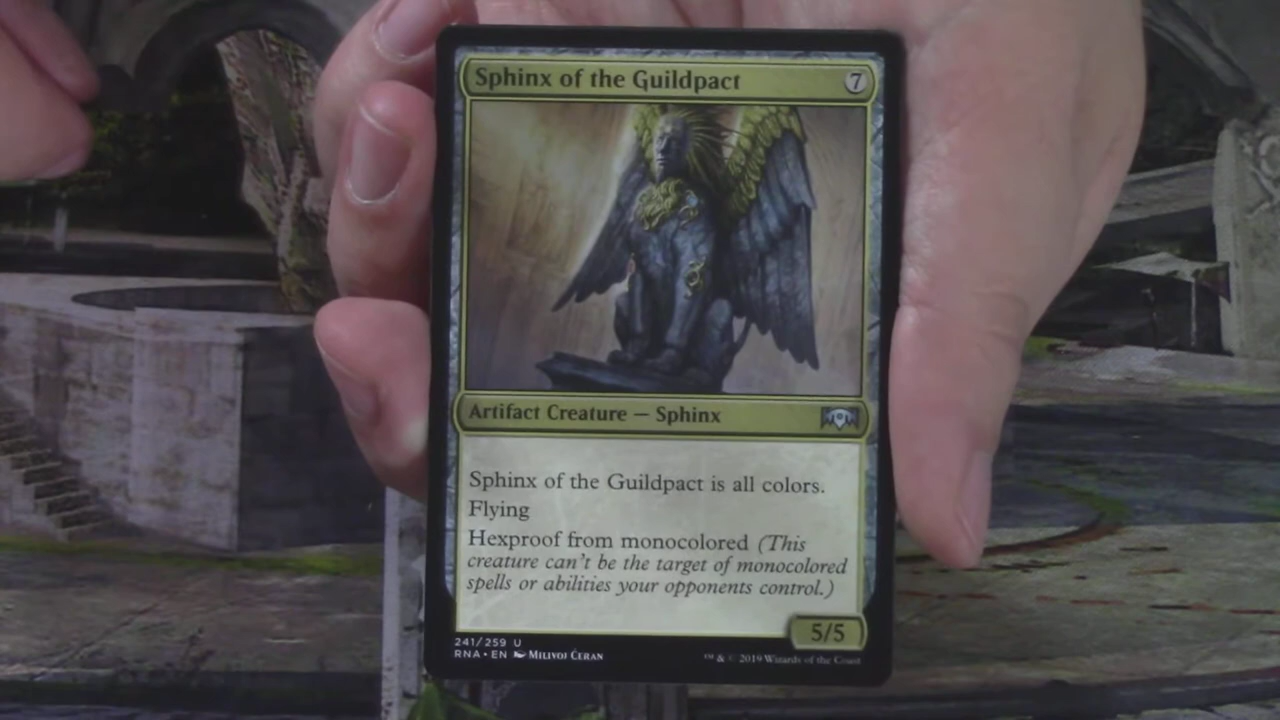 Sphinx of the Guildpact 7
Artifact Creature — Sphinx
Sphinx of the Guildpact is all colors.
Flying
Hexproof from monocolored (This
creature can't be the target of monocolored
spells or abilities your opponents control.)
5/5
241/259 U
RNA • EN Milivoj Ćeran
™ & © 2019 Wizards of the Coast